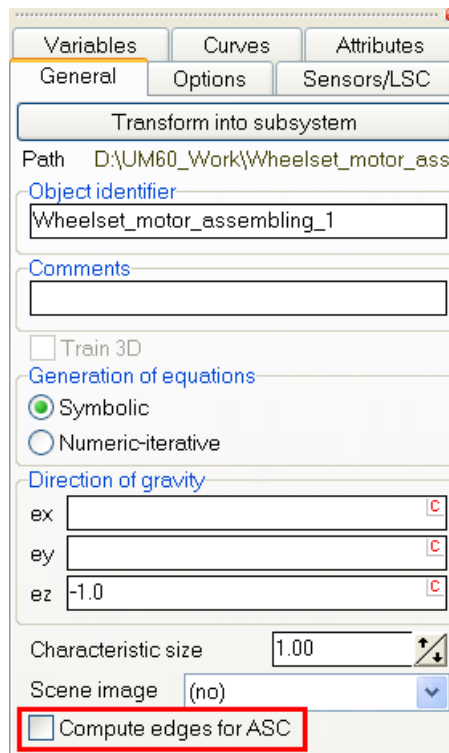 Variables Curves Attributes
General Options Sensors/LSC
Transform into subsystem
Path D:\UM60_Work\Wheelset_motor_ass
Object identifier
Wheelset_motor_assembling_1
Comments
Train 3D
Generation of equations
Symbolic
Numeric-iterative
Direction of gravity
ex C
ey C
ez -1.0 C
Characteristic size 1.00
Scene image (no)
Compute edges for ASC